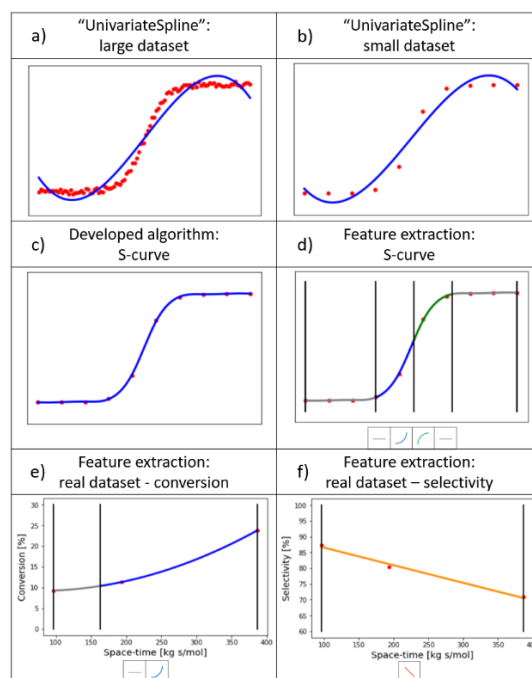 a)
“UnivariateSpline”:
large dataset
b)
“UnivariateSpline”:
small dataset
c)
Developed algorithm:
S-curve
d)
Feature extraction:
S-curve
e)
Feature extraction:
real dataset - conversion
f)
Feature extraction:
real dataset – selectivity
Conversion [%]
30
25
20
15
10
5
0
100
150
200
250
300
350
400
Space-time [kg s/mol]
Selectivity [%]
100
95
90
85
80
75
70
65
60
100
150
200
250
300
350
Space-time [kg s/mol]